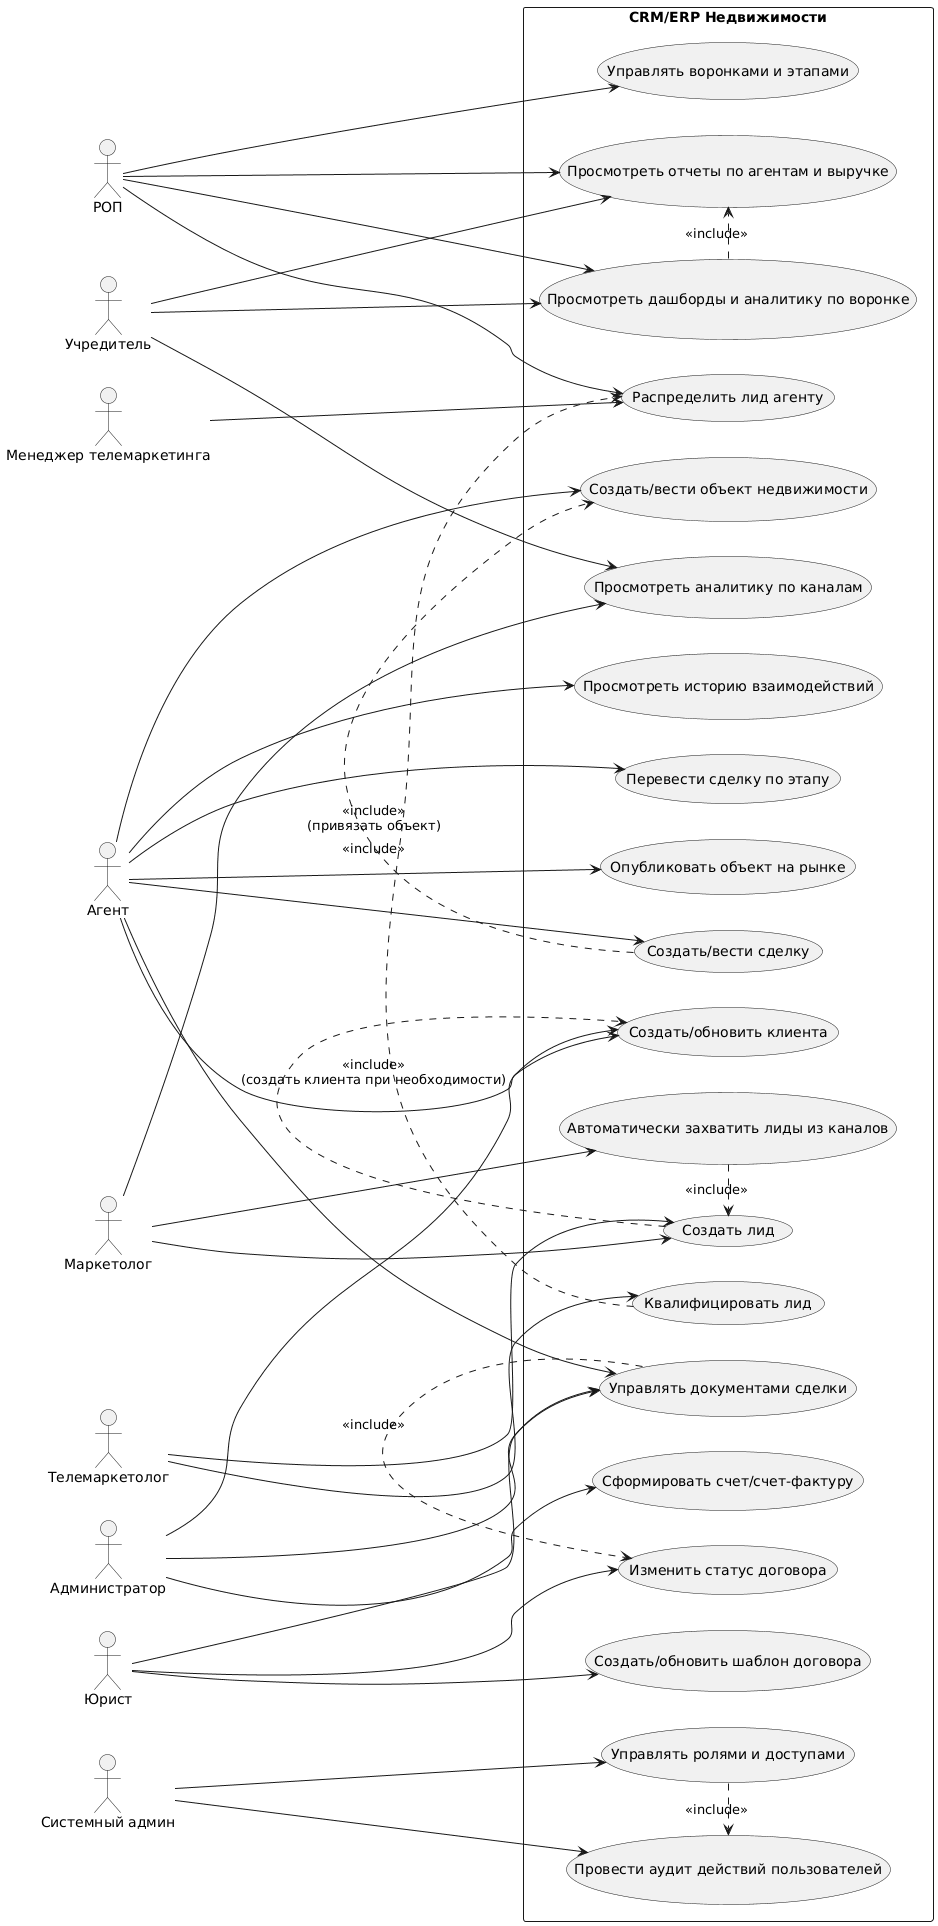 CRM/ERP Недвижимости
Управлять воронками и этапами
Просмотреть отчеты по агентам и выручке
РОП
«include»
Просмотреть дашборды и аналитику по воронке
Учредитель
Распределить лид агенту
Менеджер телемаркетинга
Создать/вести объект недвижимости
Просмотреть аналитику по каналам
Просмотреть историю взаимодействий
Перевести сделку по этапу
«include»
(привязать объект)
«include»
Опубликовать объект на рынке
Агент
Создать/вести сделку
Создать/обновить клиента
«include»
(создать клиента при необходимости)
Автоматически захватить лиды из каналов
«include»
Создать лид
Маркетолог
Квалифицировать лид
Управлять документами сделки
«include»
Телемаркетолог
Сформировать счет/счет-фактуру
Изменить статус договора
Администратор
Создать/обновить шаблон договора
Юрист
Управлять ролями и доступами
«include»
Системный админ
Провести аудит действий пользователей